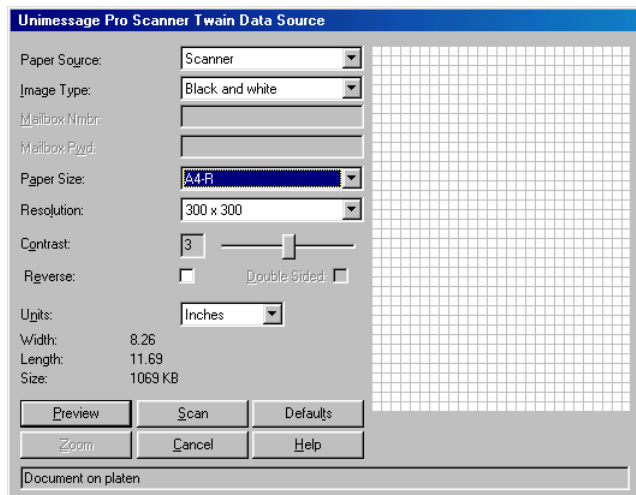 Unimessage Pro Scanner Twain Data Source
Paper Source: Scanner
Image Type: Black and white
Mailbox Nmbr:
Mailbox Pwd:
Paper Size: A4-R
Resolution: 300 x 300
Contrast: 3
Reverse: Double Sided:
Units: Inches
Width: 8.26
Length: 11.69
Size: 1069 KB
Preview Scan Defaults
Zoom Cancel Help
Document on platen